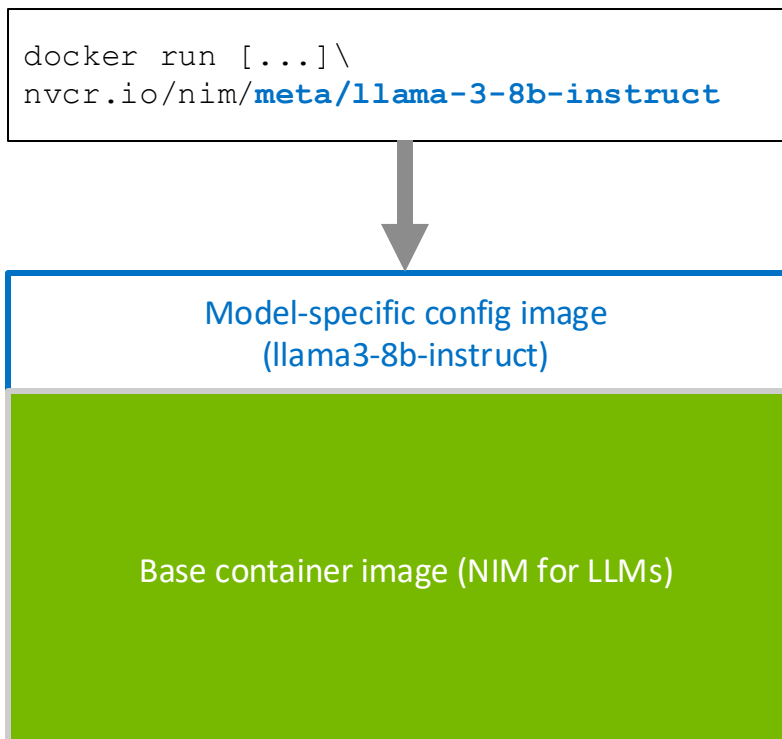 docker run [...]\
nvcr.io/nim/meta/llama-3-8b-instruct
Model-specific config image
(llama3-8b-instruct)
Base container image (NIM for LLMs)